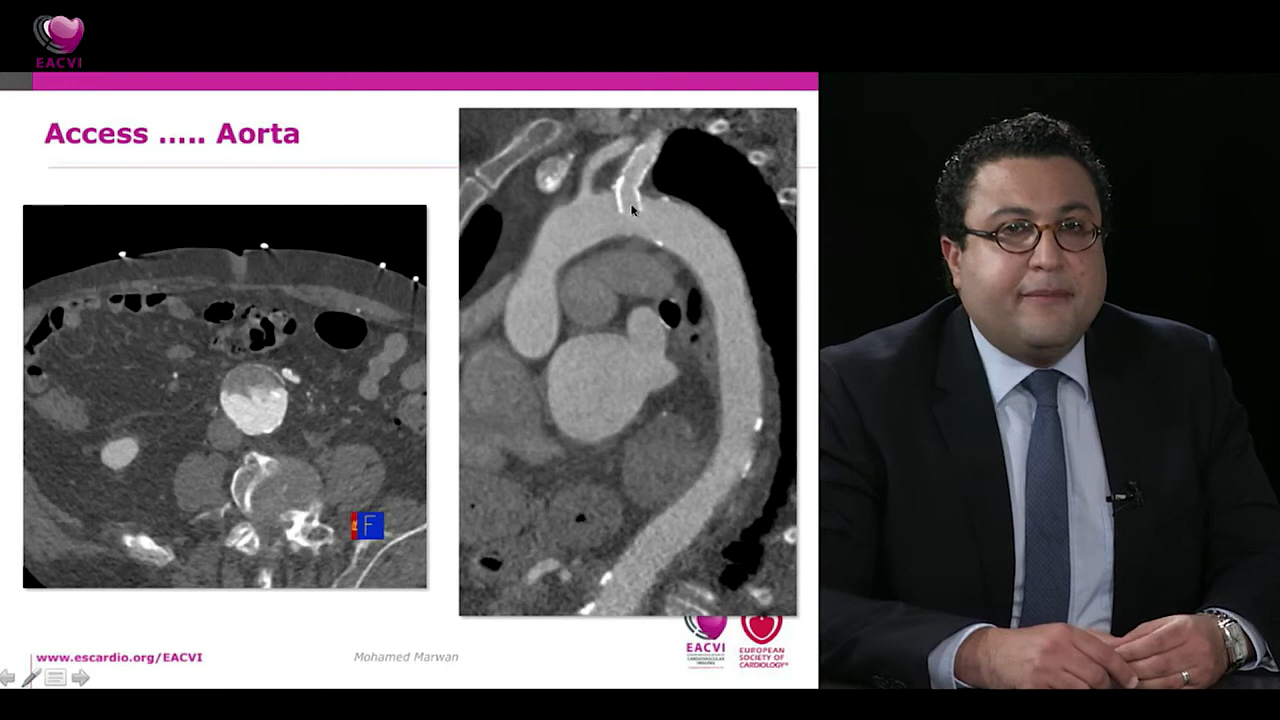 EACVI
Access ..... Aorta
F
www.escardio.org/EACVI
Mohamed Marwan
EACVI
EUROPEAN
SOCIETY OF
CARDIOLOGY®